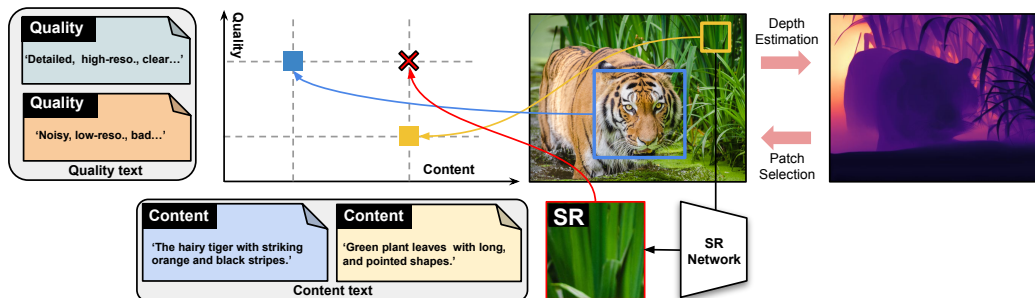 Quality
‘Detailed, high-reso., clear…’
Quality
‘Noisy, low-reso., bad…’
Quality text
Quality
Content
Depth
Estimation
Patch
Selection
Content
‘The hairy tiger with striking
orange and black stripes.’
Content
‘Green plant leaves with long,
and pointed shapes.’
Content text
SR
SR
Network